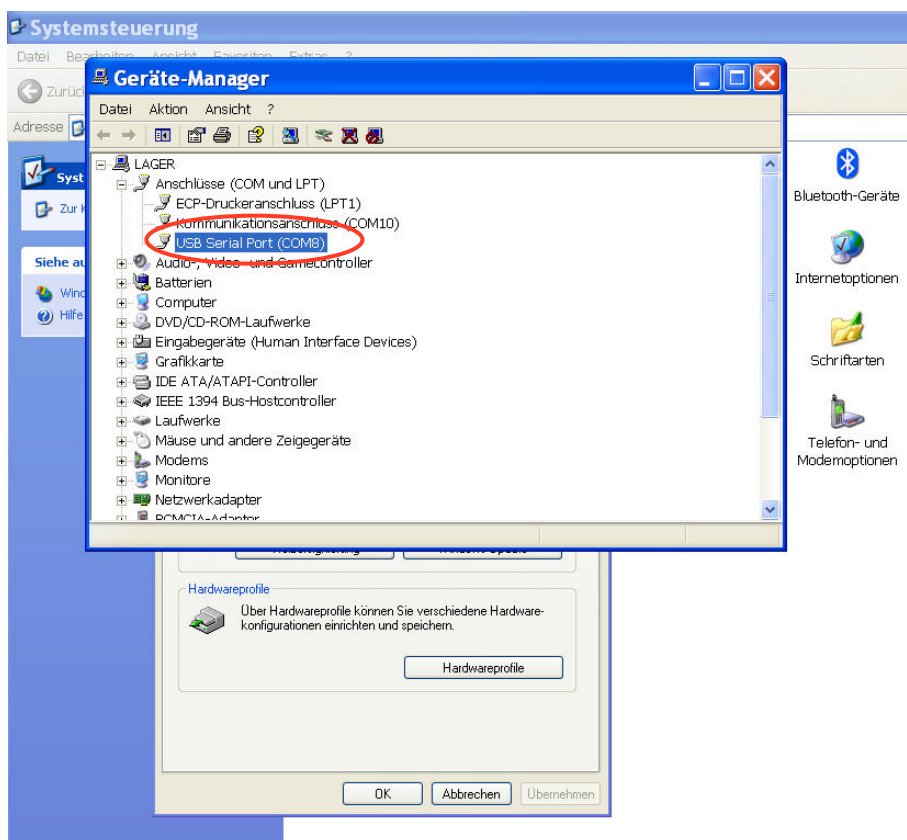 Systemsteuerung
Datei Bearbeiten Ansicht Favoriten Extras ?
Zurück
Adresse
Geräte-Manager
Datei Aktion Ansicht ?
LAGER
Anschlüsse (COM und LPT)
ECP-Druckeranschluss (LPT1)
Kommunikationsanschluss (COM10)
USB Serial Port (COM8)
Audio-, Video- und Gamecontroller
Batterien
Computer
DVD/CD-ROM-Laufwerke
Eingabegeräte (Human Interface Devices)
Grafikkarte
IDE ATA/ATAPI-Controller
IEEE 1394 Bus-Hostcontroller
Laufwerke
Mäuse und andere Zeigegeräte
Modems
Monitore
Netzwerkadapter
PCMCIA-Adapter
Syst
Zur K
Siehe au
Wind
Hilfe
Bluetooth-Geräte
Internetoptionen
Schriftarten
Telefon- und
Modemoptionen
Hardwareprofile
Über Hardwareprofile können Sie verschiedene Hardware-
konfigurationen einrichten und speichern.
Hardwareprofile
OK Abbrechen Übernehmen